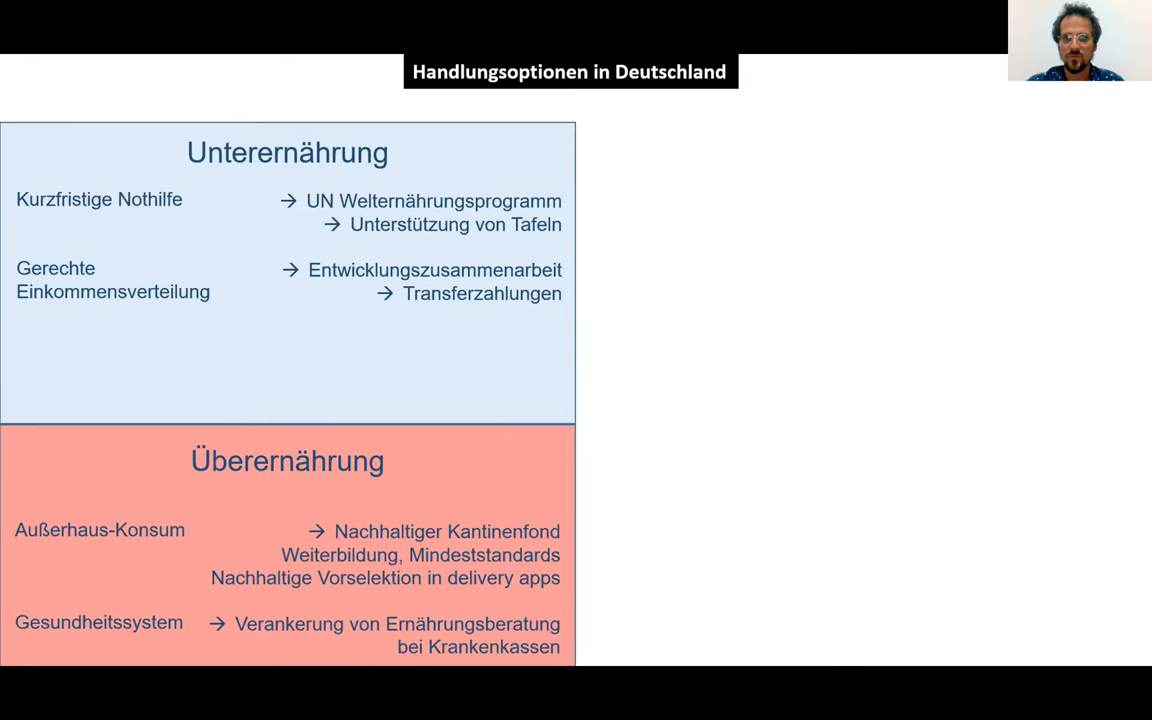 Handlungsoptionen in Deutschland
Unterernährung
Kurzfristige Nothilfe → UN Welternährungsprogramm
→ Unterstützung von Tafeln
Gerechte → Entwicklungszusammenarbeit
Einkommensverteilung → Transferzahlungen
Überernährung
Außerhaus-Konsum → Nachhaltiger Kantinenfond
Weiterbildung, Mindeststandards
Nachhaltige Vorselektion in delivery apps
Gesundheitssystem → Verankerung von Ernährungsberatung
bei Krankenkassen